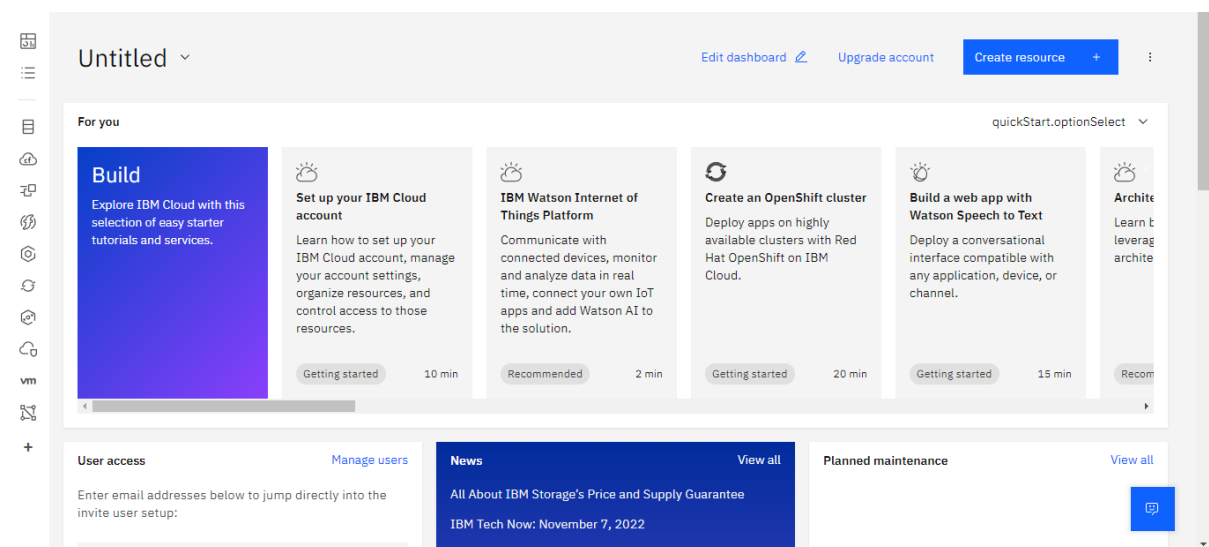 Untitled
Edit dashboard
Upgrade account
Create resource +
For you
quickStart.optionSelect
Build
Explore IBM Cloud with this
selection of easy starter
tutorials and services.
Set up your IBM Cloud
account
Learn how to set up your
IBM Cloud account, manage
your account settings,
organize resources, and
control access to those
resources.
Getting started
10 min
IBM Watson Internet of
Things Platform
Communicate with
connected devices, monitor
and analyze data in real
time, connect your own IoT
apps and add Watson AI to
the solution.
Recommended
2 min
Create an OpenShift cluster
Deploy apps on highly
available clusters with Red
Hat OpenShift on IBM
Cloud.
Getting started
20 min
Build a web app with
Watson Speech to Text
Deploy a conversational
interface compatible with
any application, device, or
channel.
Getting started
15 min
Archite
Learn b
leverag
archite
Recom
vm
+
User access
Manage users
Enter email addresses below to jump directly into the
invite user setup:
News
View all
All About IBM Storage's Price and Supply Guarantee
IBM Tech Now: November 7, 2022
Planned maintenance
View all